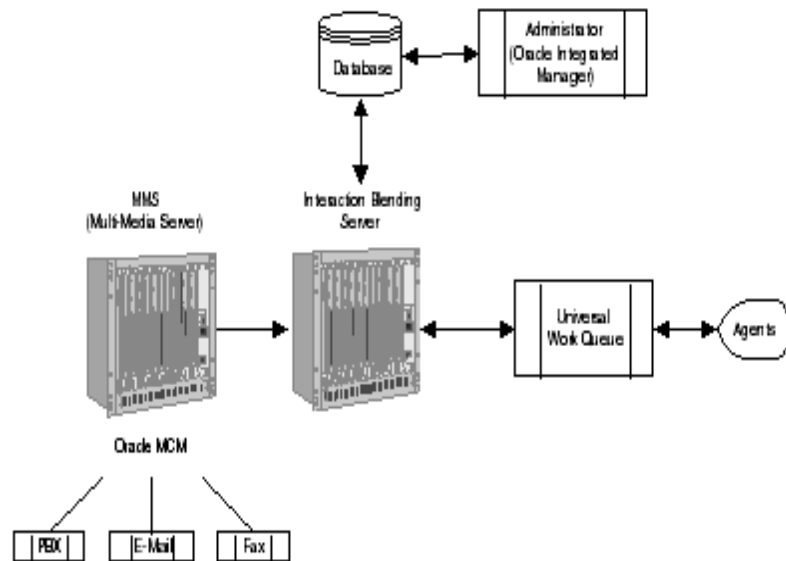 Database
Administrator
(Oracle Integrated
Manager)
MMS
(Multi-Media Server)
Interaction Blending
Server
Universal
Work Queue
Agents
Oracle MCM
PBX
E-Mail
Fax